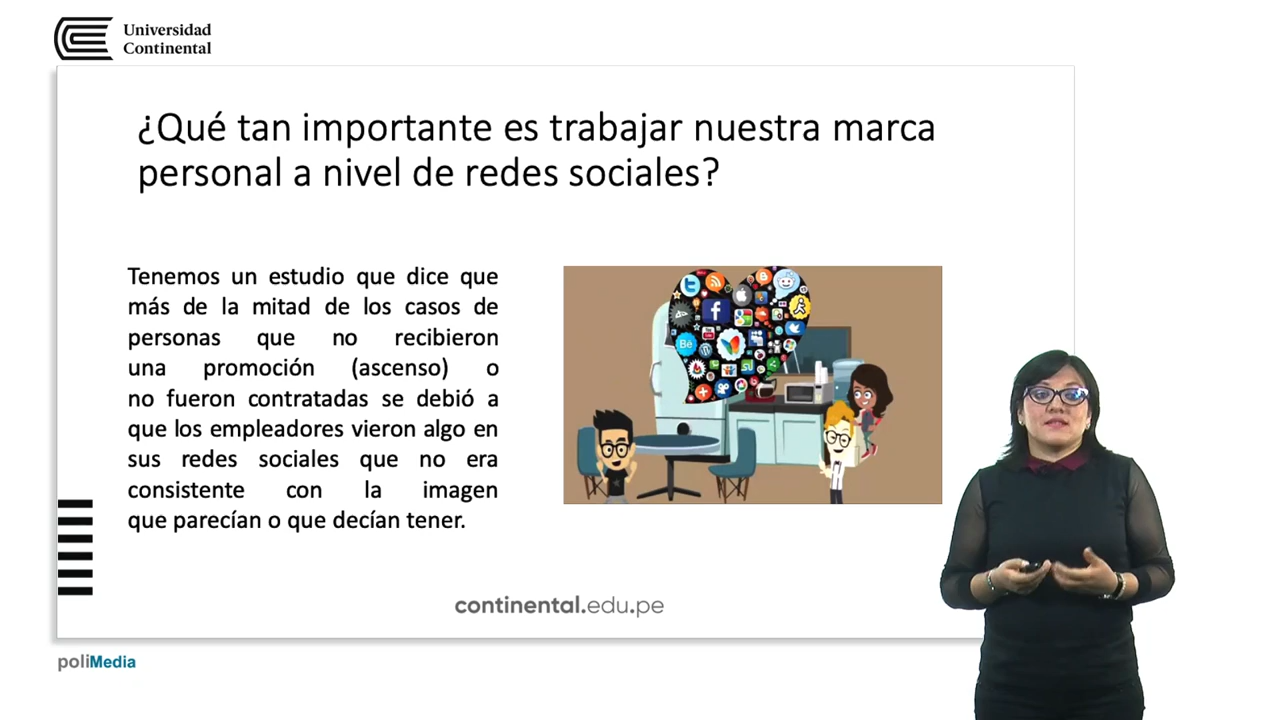 Universidad
Continental
¿Qué tan importante es trabajar nuestra marca
personal a nivel de redes sociales?
Tenemos un estudio que dice que
más de la mitad de los casos de
personas que no recibieron
una promoción (ascenso) o
no fueron contratadas se debió a
que los empleadores vieron algo en
sus redes sociales que no era
consistente con la imagen
que parecían o que decían tener.
continental.edu.pe
poliMedia